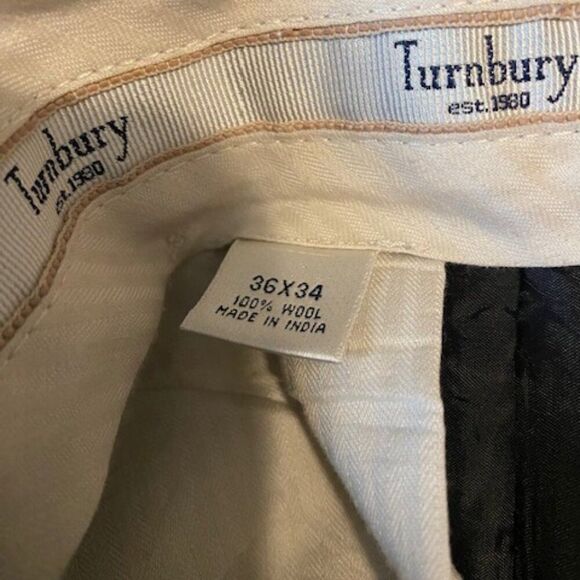 Turnbury
est.1980
Turnbury
est.1980
36X34
100% WOOL
MADE IN INDIA